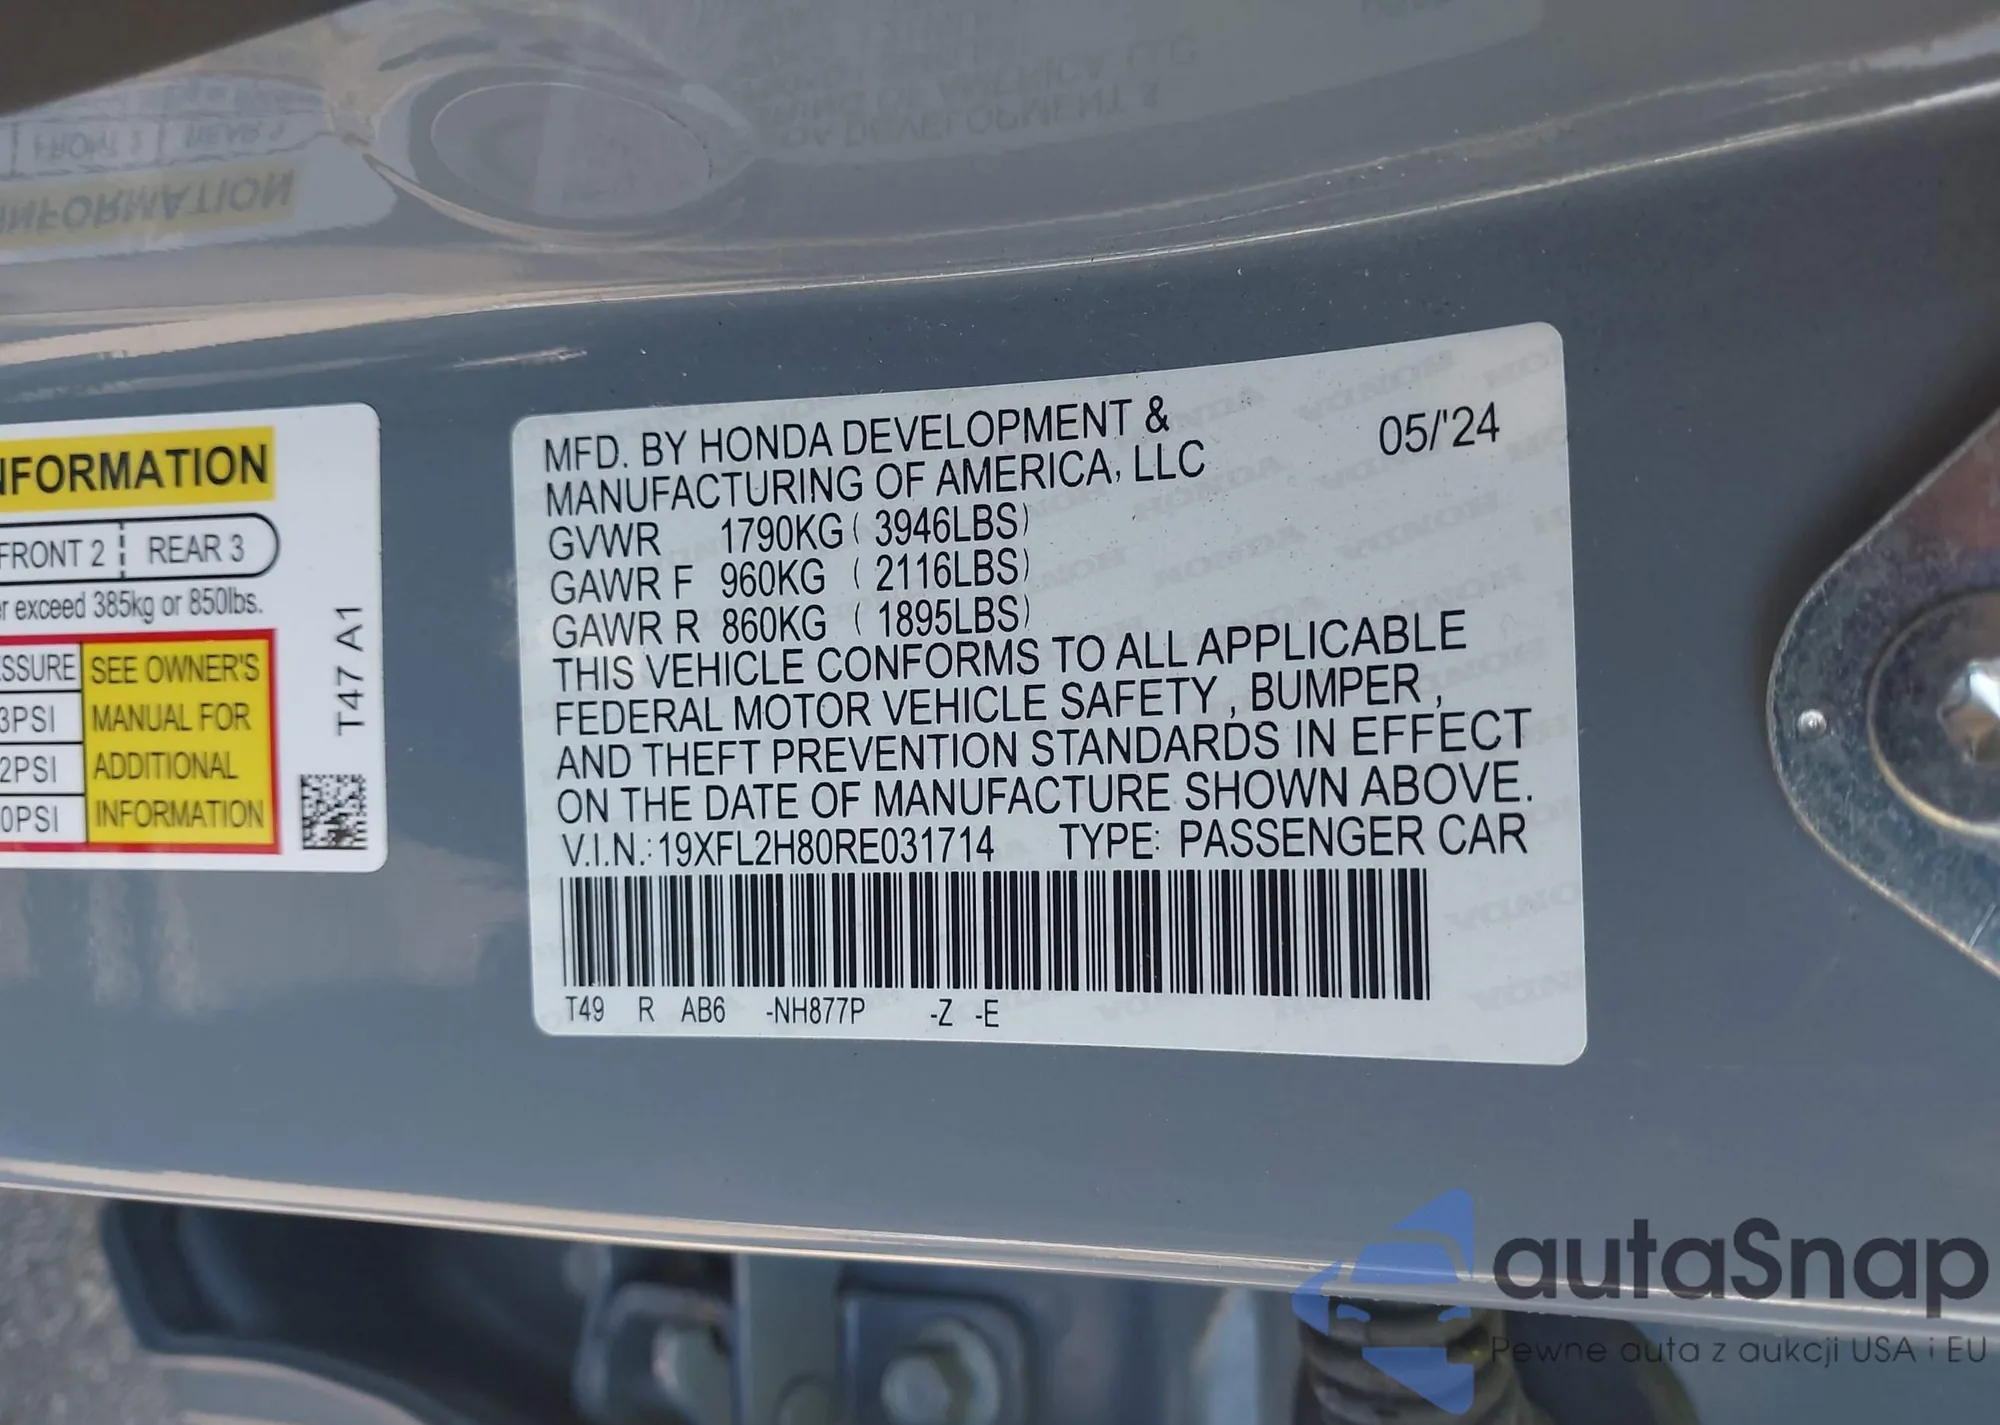 NFORMATION
FRONT 2 REAR 3
r exceed 385kg or 850lbs.
SSURE SEE OWNER'S
3PSI MANUAL FOR
2PSI ADDITIONAL
0PSI INFORMATION
T47 A1
MFD. BY HONDA DEVELOPMENT & 05/'24
MANUFACTURING OF AMERICA, LLC
GVWR 1790KG ( 3946LBS)
GAWR F 960KG ( 2116LBS)
GAWR R 860KG ( 1895LBS)
THIS VEHICLE CONFORMS TO ALL APPLICABLE
FEDERAL MOTOR VEHICLE SAFETY , BUMPER ,
AND THEFT PREVENTION STANDARDS IN EFFECT
ON THE DATE OF MANUFACTURE SHOWN ABOVE.
V.I.N.: 19XFL2H80RE031714 TYPE: PASSENGER CAR
T49 R AB6 -NH877P -Z -E
autaSnap
Pewne auta z aukcji USA i EU